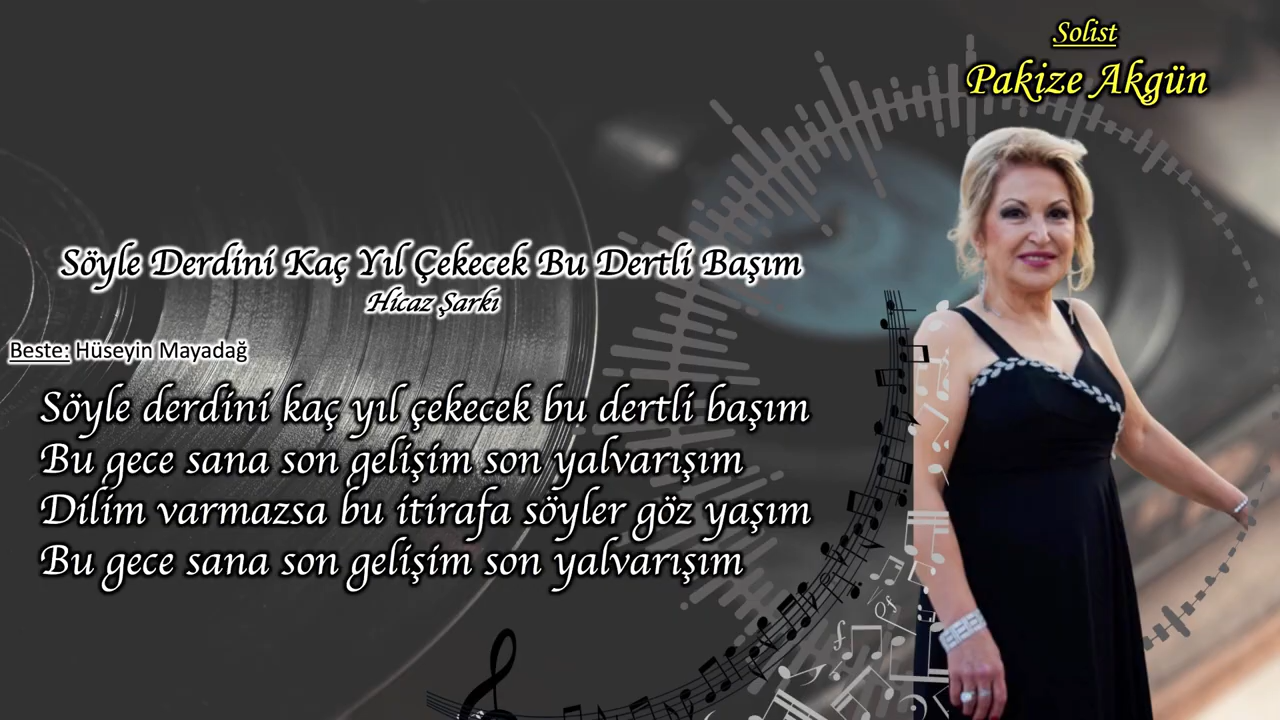 Solist
Pakize Akgün
Söyle Derdini Kaç Yıl Çekecek Bu Dertli Başım
Hicaz Şarkı
Beste: Hüseyin Mayadağ
Söyle derdini kaç yıl çekecek bu dertli başım
Bu gece sana son gelişim son yalvarışım
Dilim varmazsa bu itirafa söyler göz yaşım
Bu gece sana son gelişim son yalvarışım